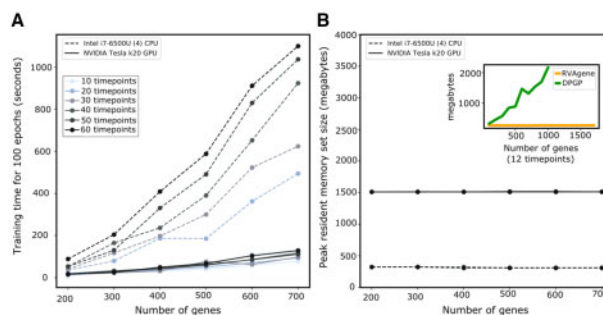 A
Intel i7-6500U (4) CPU
NVIDIA Tesla k20 GPU
10 timepoints
20 timepoints
30 timepoints
40 timepoints
50 timepoints
60 timepoints
Training time for 100 epochs (seconds)
1000
800
600
400
200
0
200 300 400 500 600 700
Number of genes
B
Intel i7-6500U (4) CPU
NVIDIA Tesla k20 GPU
Peak resident memory set size (megabytes)
4000
3500
3000
2500
2000
1500
1000
500
0
200 300 400 500 600 700
Number of genes
megabytes
2000
1000
RVAgene
DPGP
500 1000 1500
Number of genes
(12 timepoints)